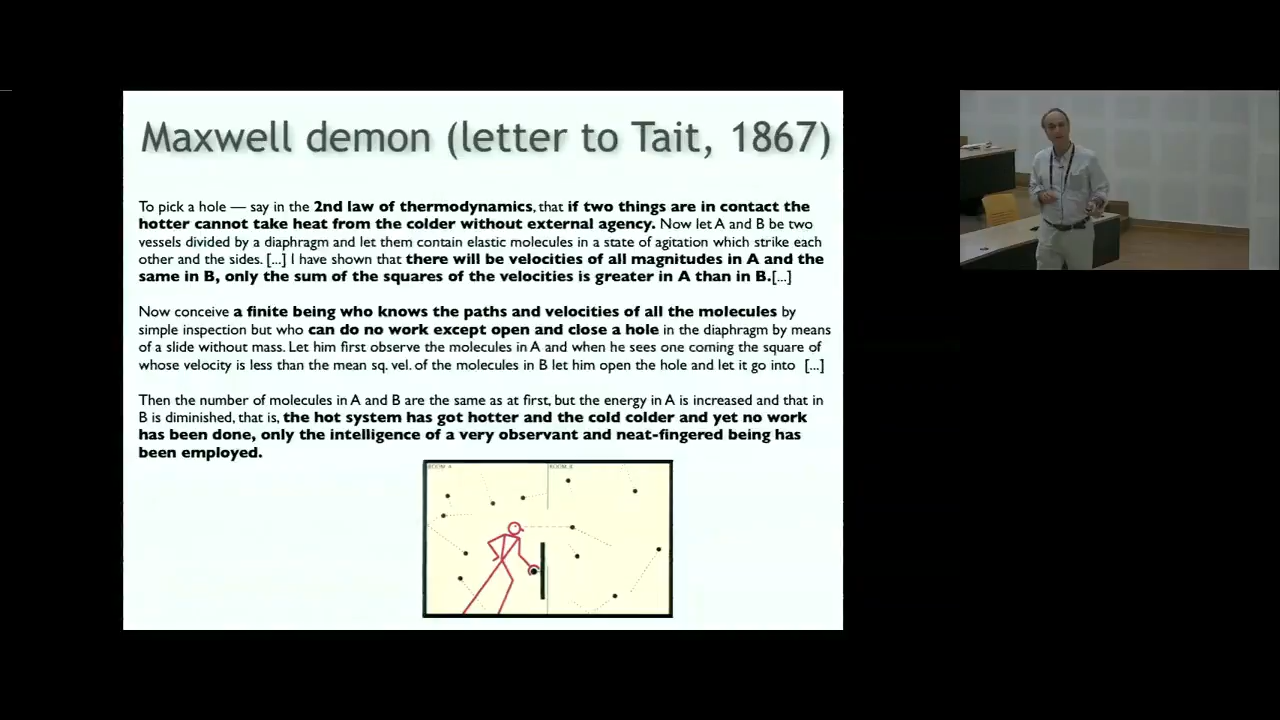 Maxwell demon (letter to Tait, 1867)
To pick a hole — say in the 2nd law of thermodynamics, that if two things are in contact the
hotter cannot take heat from the colder without external agency. Now let A and B be two
vessels divided by a diaphragm and let them contain elastic molecules in a state of agitation which strike each
other and the sides. [...] I have shown that there will be velocities of all magnitudes in A and the
same in B, only the sum of the squares of the velocities is greater in A than in B.[...]
Now conceive a finite being who knows the paths and velocities of all the molecules by
simple inspection but who can do no work except open and close a hole in the diaphragm by means
of a slide without mass. Let him first observe the molecules in A and when he sees one coming the square of
whose velocity is less than the mean sq. vel. of the molecules in B let him open the hole and let it go into [...]
Then the number of molecules in A and B are the same as at first, but the energy in A is increased and that in
B is diminished, that is, the hot system has got hotter and the cold colder and yet no work
has been done, only the intelligence of a very observant and neat-fingered being has
been employed.
ROOM A
ROOM B